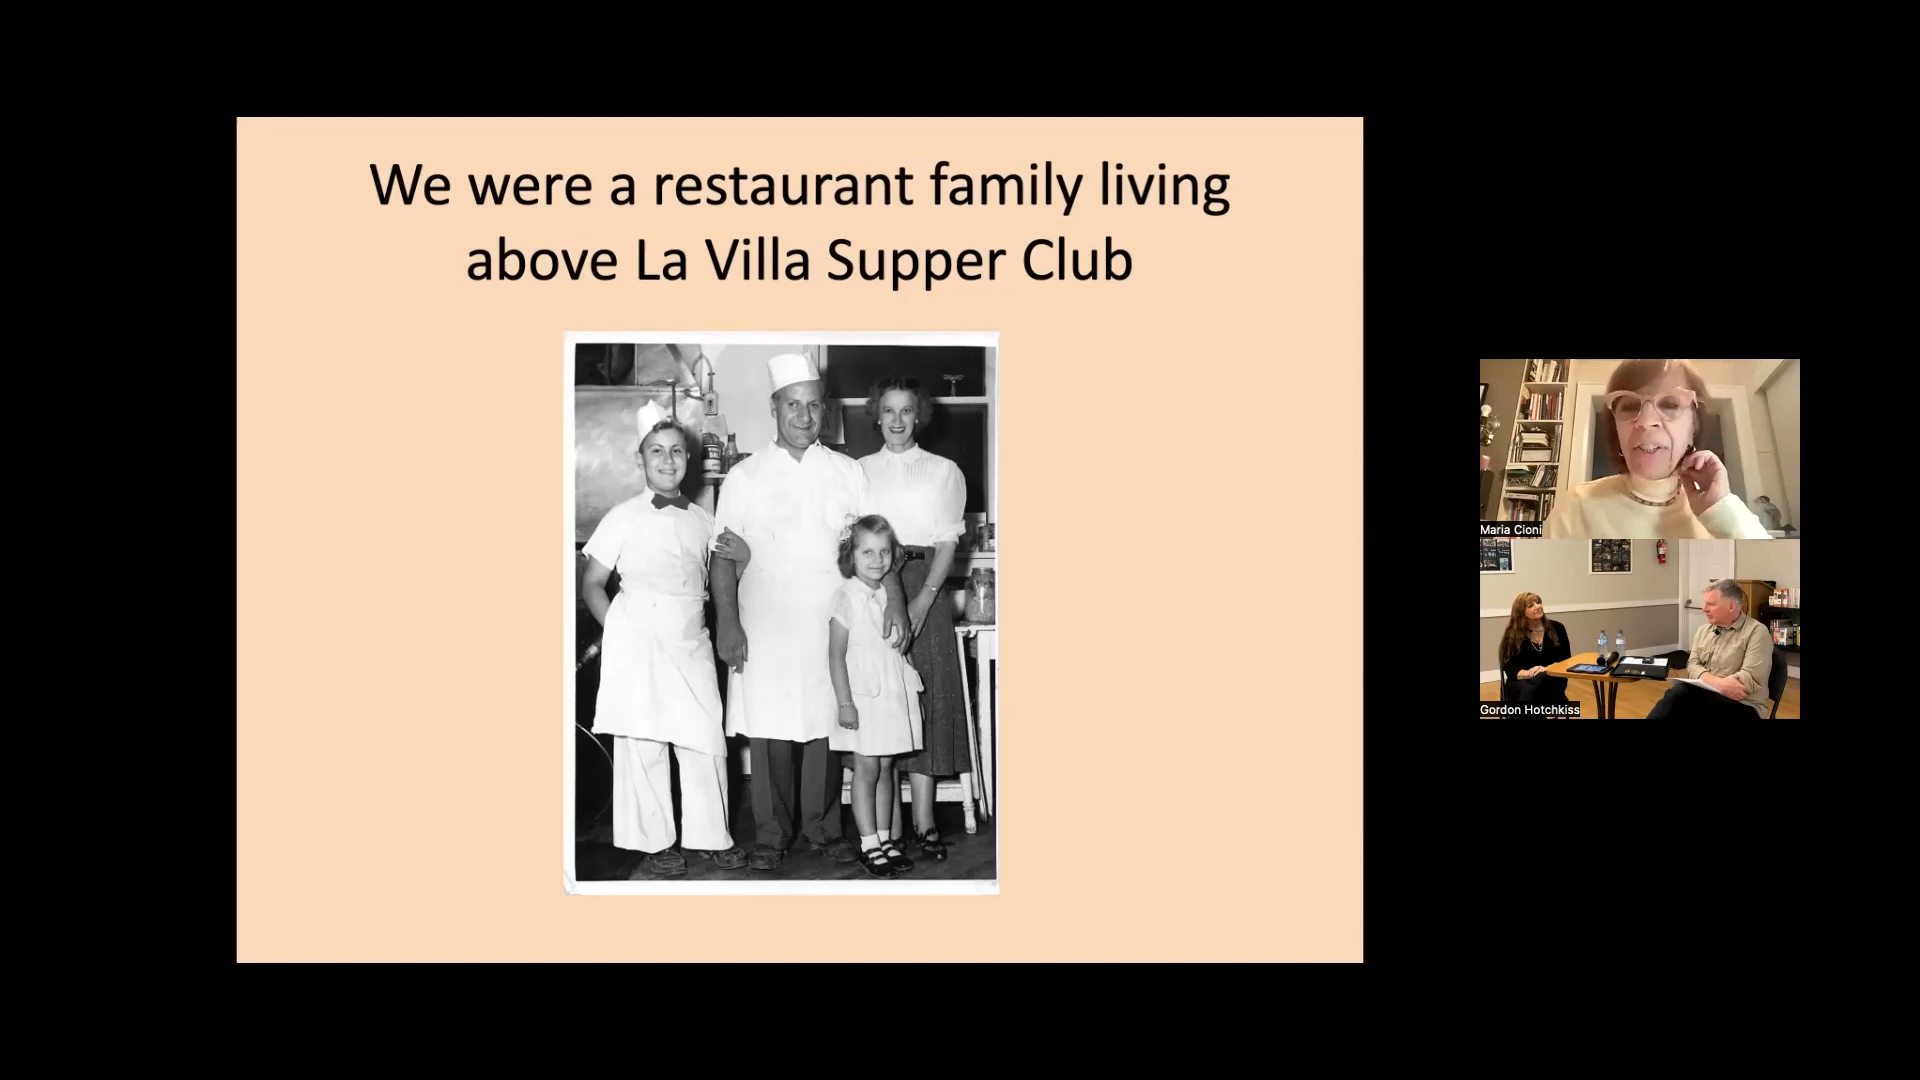 We were a restaurant family living
above La Villa Supper Club
Maria Cioni
Gordon Hotchkiss